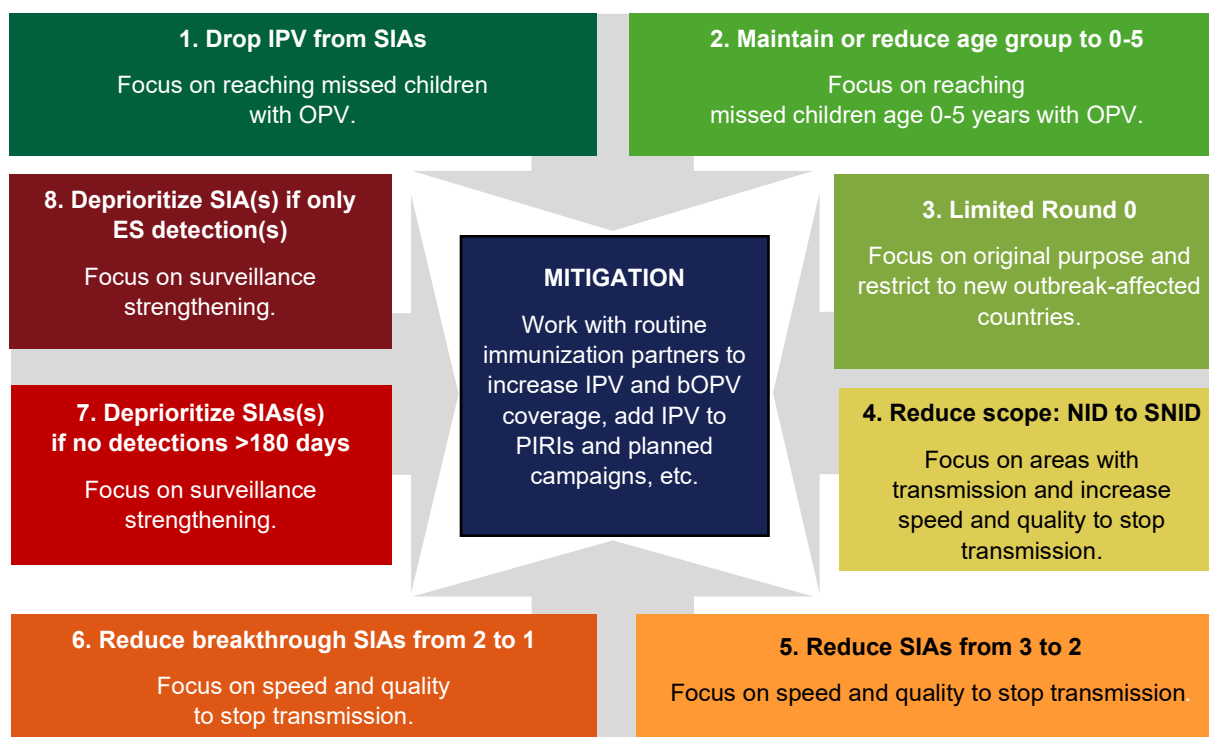 1. Drop IPV from SIAs
Focus on reaching missed children
with OPV.
2. Maintain or reduce age group to 0-5
Focus on reaching
missed children age 0-5 years with OPV.
8. Deprioritize SIA(s) if only
ES detection(s)
Focus on surveillance
strengthening.
MITIGATION
Work with routine
immunization partners to
increase IPV and bOPV
coverage, add IPV to
PIRIs and planned
campaigns, etc.
3. Limited Round 0
Focus on original purpose and
restrict to new outbreak-affected
countries.
7. Deprioritize SIAs(s)
if no detections >180 days
Focus on surveillance
strengthening.
4. Reduce scope: NID to SNID
Focus on areas with
transmission and increase
speed and quality to stop
transmission.
6. Reduce breakthrough SIAs from 2 to 1
Focus on speed and quality
to stop transmission.
5. Reduce SIAs from 3 to 2
Focus on speed and quality to stop transmission.